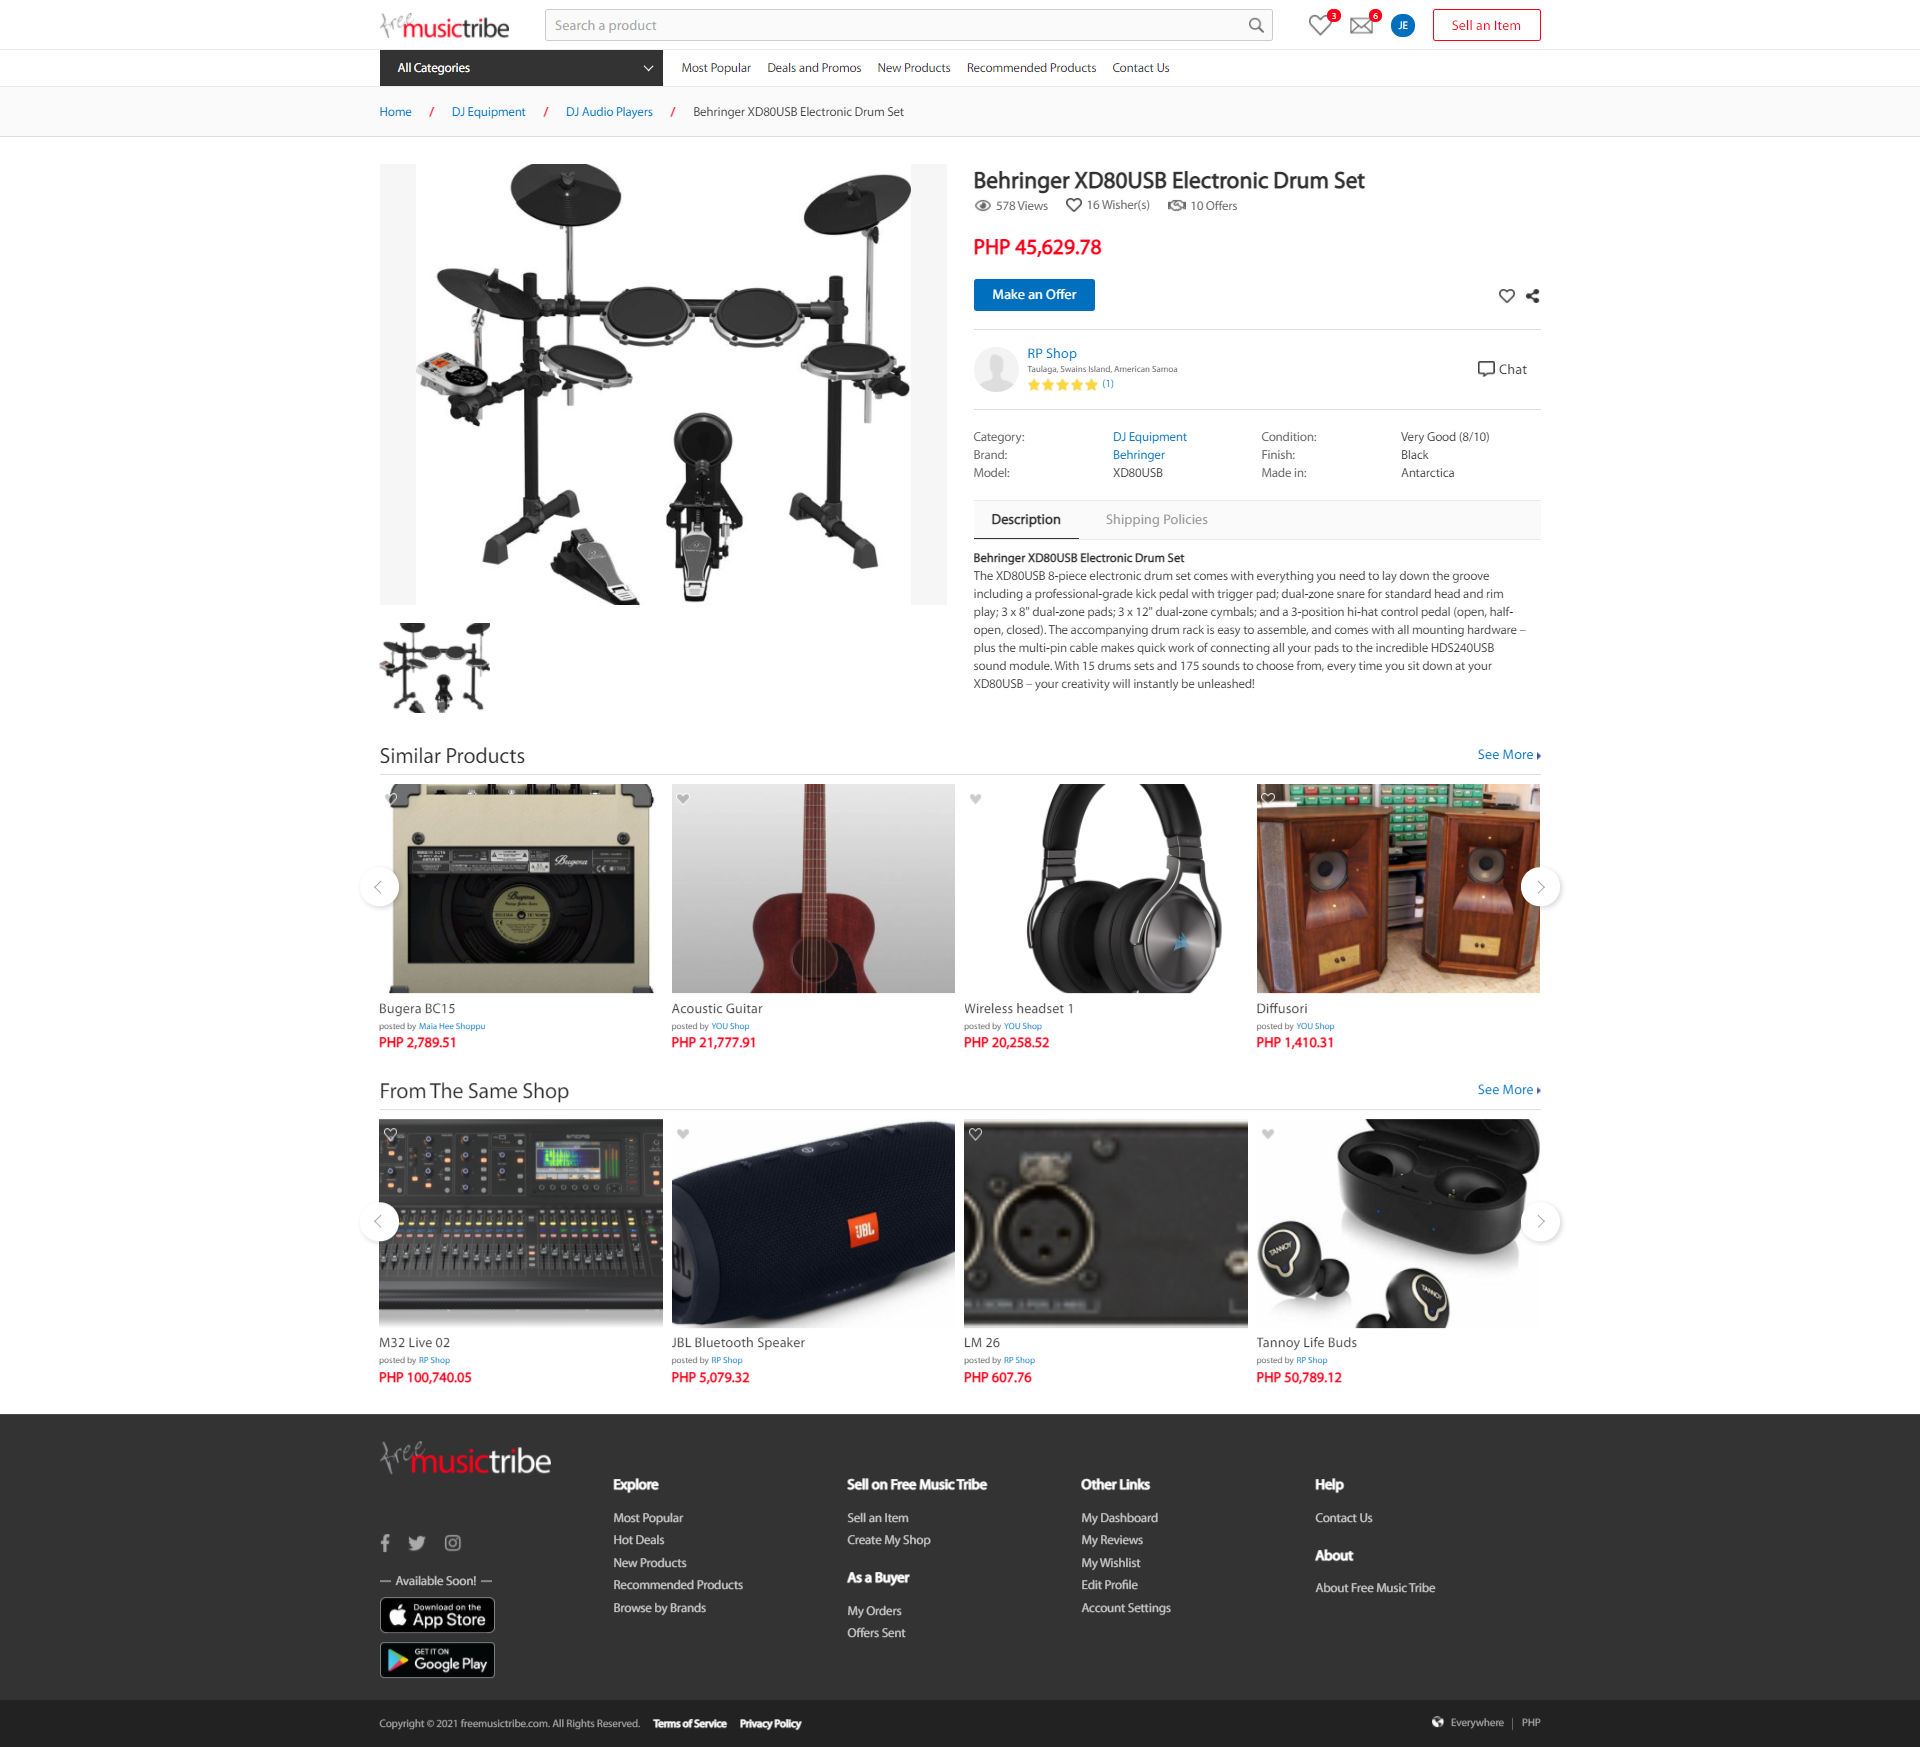 free musictribe
Search a product
3
6
JE
Sell an Item
All Categories
Most Popular
Deals and Promos
New Products
Recommended Products
Contact Us
Home / DJ Equipment / DJ Audio Players / Behringer XD80USB Electronic Drum Set
Behringer XD80USB Electronic Drum Set
578 Views
16 Wisher(s)
10 Offers
PHP 45,629.78
Make an Offer
RP Shop
Taulaga, Swains Island, American Samoa
(1)
Chat
Category: DJ Equipment Condition: Very Good (8/10)
Brand: Behringer Finish: Black
Model: XD80USB Made in: Antarctica
Description
Shipping Policies
Behringer XD80USB Electronic Drum Set
The XD80USB 8-piece electronic drum set comes with everything you need to lay down the groove
including a professional-grade kick pedal with trigger pad; dual-zone snare for standard head and rim
play; 3 x 8" dual-zone pads; 3 x 12" dual-zone cymbals; and a 3-position hi-hat control pedal (open, half-
open, closed). The accompanying drum rack is easy to assemble, and comes with all mounting hardware –
plus the multi-pin cable makes quick work of connecting all your pads to the incredible HDS240USB
sound module. With 15 drums sets and 175 sounds to choose from, every time you sit down at your
XD80USB – your creativity will instantly be unleashed!
Similar Products
See More
Bugera
Bugera
Bugera BC15
posted by Maia Hee Shoppu
PHP 2,789.51
Acoustic Guitar
posted by YOU Shop
PHP 21,777.91
Wireless headset 1
posted by YOU Shop
PHP 20,258.52
Diffusori
posted by YOU Shop
PHP 1,410.31
From The Same Shop
See More
JBL
TANNOY
TANNOY
M32 Live 02
posted by RP Shop
PHP 100,740.05
JBL Bluetooth Speaker
posted by RP Shop
PHP 5,079.32
LM 26
posted by RP Shop
PHP 607.76
Tannoy Life Buds
posted by RP Shop
PHP 50,789.12
free musictribe
— Available Soon! —
Download on the
App Store
GET IT ON
Google Play
Explore
Most Popular
Hot Deals
New Products
Recommended Products
Browse by Brands
Sell on Free Music Tribe
Sell an Item
Create My Shop
As a Buyer
My Orders
Offers Sent
Other Links
My Dashboard
My Reviews
My Wishlist
Edit Profile
Account Settings
Help
Contact Us
About
About Free Music Tribe
Copyright © 2021 freemusictribe.com. All Rights Reserved.
Terms of Service
Privacy Policy
Everywhere | PHP